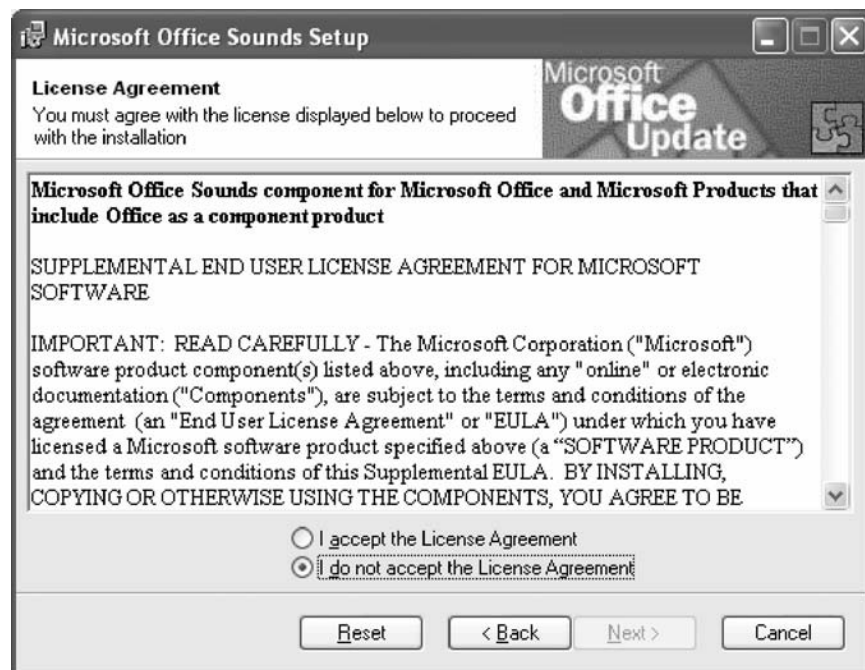 Microsoft Office Sounds Setup
License Agreement
You must agree with the license displayed below to proceed
with the installation
Microsoft
Office
Update
Microsoft Office Sounds component for Microsoft Office and Microsoft Products that
include Office as a component product
SUPPLEMENTAL END USER LICENSE AGREEMENT FOR MICROSOFT
SOFTWARE
IMPORTANT:  READ CAREFULLY - The Microsoft Corporation ("Microsoft")
software product component(s) listed above, including any "online" or electronic
documentation ("Components"), are subject to the terms and conditions of the
agreement  (an "End User License Agreement" or "EULA") under which you have
licensed a Microsoft software product specified above (a “SOFTWARE PRODUCT”)
and the terms and conditions of this Supplemental EULA.  BY INSTALLING,
COPYING OR OTHERWISE USING THE COMPONENTS, YOU AGREE TO BE
I accept the License Agreement
I do not accept the License Agreement
Reset < Back Next > Cancel